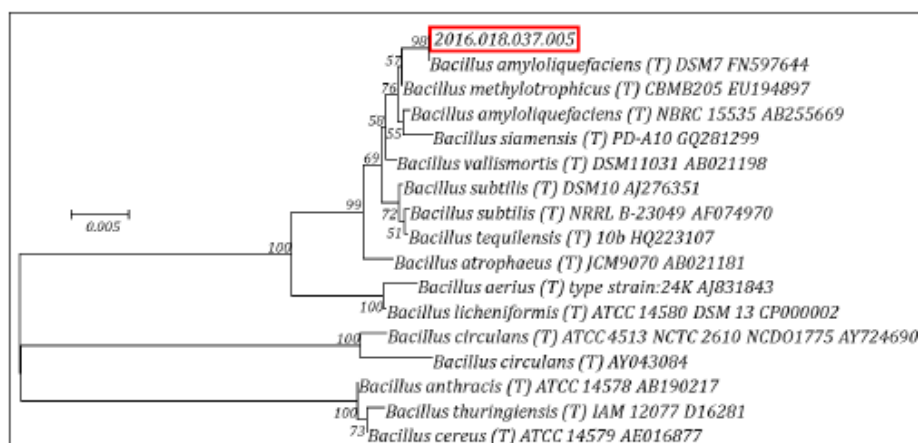 98 2016.018.037.005
57 Bacillus amyloliquefaciens (T) DSM7 FN597644
76 Bacillus methylotrophicus (T) CBMB205 EU194897
Bacillus amyloliquefaciens (T) NBRC 15535 AB255669
58 55 Bacillus siamensis (T) PD-A10 GQ281299
69 Bacillus vallismortis (T) DSM11031 AB021198
Bacillus subtilis (T) DSM10 AJ276351
99 72 Bacillus subtilis (T) NRRL B-23049 AF074970
0.005 51 Bacillus tequilensis (T) 10b HQ223107
100 Bacillus atrophaeus (T) JCM9070 AB021181
Bacillus aerius (T) type strain:24K AJ831843
100 Bacillus licheniformis (T) ATCC 14580 DSM 13 CP000002
100 Bacillus circulans (T) ATCC 4513 NCTC 2610 NCDO1775 AY724690
Bacillus circulans (T) AY043084
Bacillus anthracis (T) ATCC 14578 AB190217
100 Bacillus thuringiensis (T) IAM 12077 D16281
73 Bacillus cereus (T) ATCC 14579 AE016877